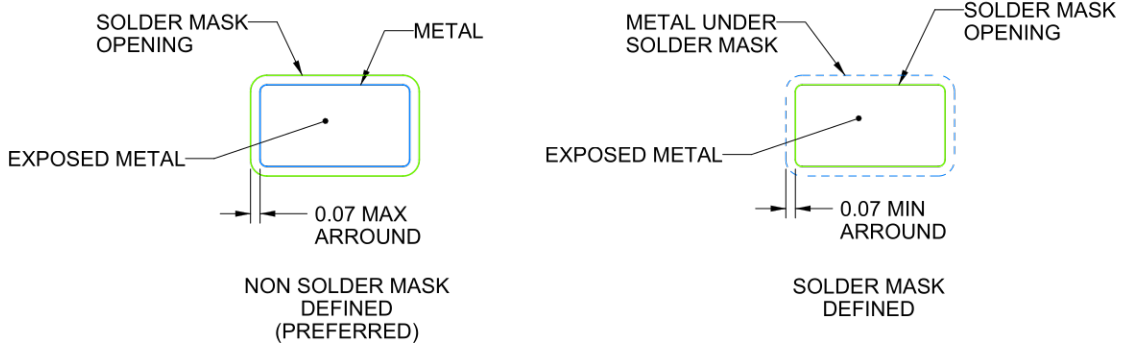 SOLDER MASK
OPENING
METAL
EXPOSED METAL
0.07 MAX
ARROUND
NON SOLDER MASK
DEFINED
(PREFERRED)
METAL UNDER
SOLDER MASK
SOLDER MASK
OPENING
EXPOSED METAL
0.07 MIN
ARROUND
SOLDER MASK
DEFINED